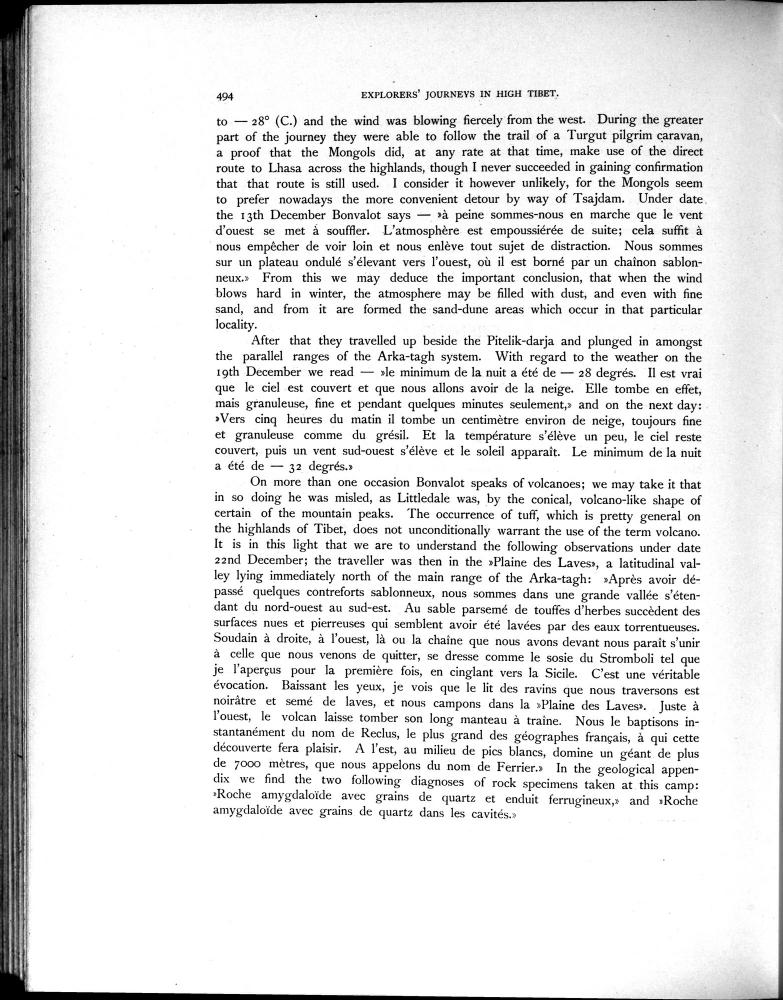 494 EXPLORERS' JOURNEYS IN HIGH TIBET.
to — 28° (C.) and the wind was blowing fiercely from the west. During the greater
part of the journey they were able to follow the trail of a Turgut pilgrim caravan,
a proof that the Mongols did, at any rate at that time, make use of the direct
route to Lhasa across the highlands, though I never succeeded in gaining confirmation
that that route is still used. I consider it however unlikely, for the Mongols seem
to prefer nowadays the more convenient detour by way of Tsajdam. Under date
the 13th December Bonvalot says — »à peine sommes-nous en marche que le vent
d'ouest se met à souffler. L'atmosphère est empoussiérée de suite; cela suffit à
nous empêcher de voir loin et nous enlève tout sujet de distraction. Nous sommes
sur un plateau ondulé s'élevant vers l'ouest, où il est borné par un chaînon sablon-
neux.» From this we may deduce the important conclusion, that when the wind
blows hard in winter, the atmosphere may be filled with dust, and even with fine
sand, and from it are formed the sand-dune areas which occur in that particular
locality.
After that they travelled up beside the Pitelik-darja and plunged in amongst
the parallel ranges of the Arka-tagh system. With regard to the weather on the
19th December we read — »le minimum de la nuit a été de — 28 degrés. Il est vrai
que le ciel est couvert et que nous allons avoir de la neige. Elle tombe en effet,
mais granuleuse, fine et pendant quelques minutes seulement,» and on the next day:
»Vers cinq heures du matin il tombe un centimètre environ de neige, toujours fine
et granuleuse comme du grésil. Et la température s'élève un peu, le ciel reste
couvert, puis un vent sud-ouest s'élève et le soleil apparaît. Le minimum de la nuit
a été de — 32 degrés.»
On more than one occasion Bonvalot speaks of volcanoes; we may take it that
in so doing he was misled, as Littledale was, by the conical, volcano-like shape of
certain of the mountain peaks. The occurrence of tuff, which is pretty general on
the highlands of Tibet, does not unconditionally warrant the use of the term volcano.
It is in this light that we are to understand the following observations under date
22nd December; the traveller was then in the »Plaine des Laves», a latitudinal val-
ley lying immediately north of the main range of the Arka-tagh: »Après avoir dé-
passé quelques contreforts sablonneux, nous sommes dans une grande vallée s'éten-
dant du nord-ouest au sud-est. Au sable parsemé de touffes d'herbes succèdent des
surfaces nues et pierreuses qui semblent avoir été lavées par des eaux torrentueuses.
Soudain à droite, à l'ouest, là ou la chaîne que nous avons devant nous paraît s'unir
à celle que nous venons de quitter, se dresse comme le sosie du Stromboli tel que
je l'aperçus pour la première fois, en cinglant vers la Sicile. C'est une véritable
évocation. Baissant les yeux, je vois que le lit des ravins que nous traversons est
noirâtre et semé de laves, et nous campons dans la »Plaine des Laves». Juste à
l'ouest, le volcan laisse tomber son long manteau à traîne. Nous le baptisons in-
stantanément du nom de Reclus, le plus grand des géographes français, à qui cette
découverte fera plaisir. A l'est, au milieu de pics blancs, domine un géant de plus
de 7000 mètres, que nous appelons du nom de Ferrier.» In the geological appen-
dix we find the two following diagnoses of rock specimens taken at this camp:
»Roche amygdaloïde avec grains de quartz et enduit ferrugineux,» and »Roche
amygdaloïde avec grains de quartz dans les cavités.»